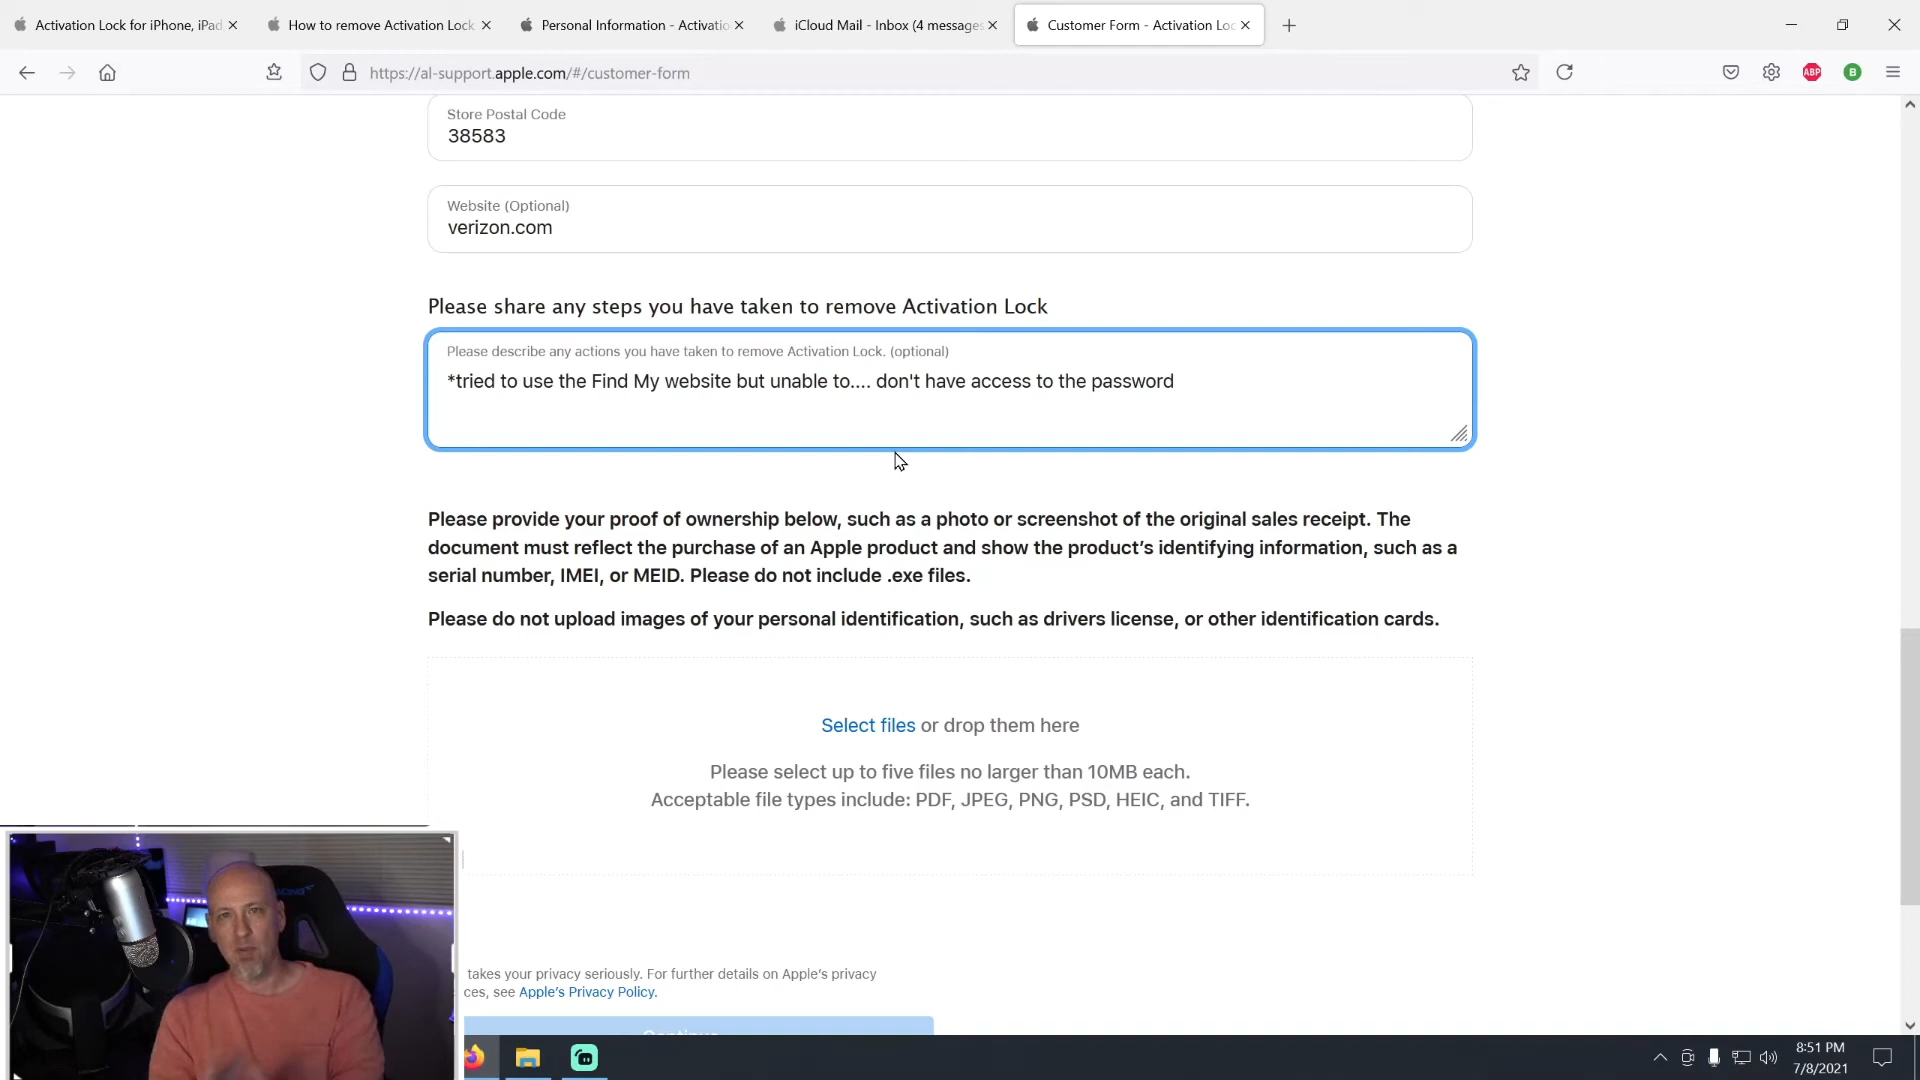 Activation Lock for iPhone, iPad
How to remove Activation Lock
Personal Information - Activatio
iCloud Mail - Inbox (4 messages
Customer Form - Activation Loc
https://al-support.apple.com/#/customer-form
ABP
B
Store Postal Code
38583
Website (Optional)
verizon.com
Please share any steps you have taken to remove Activation Lock
Please describe any actions you have taken to remove Activation Lock. (optional)
*tried to use the Find My website but unable to.... don't have access to the password
Please provide your proof of ownership below, such as a photo or screenshot of the original sales receipt. The
document must reflect the purchase of an Apple product and show the product's identifying information, such as a
serial number, IMEI, or MEID. Please do not include .exe files.
Please do not upload images of your personal identification, such as drivers license, or other identification cards.
Select files or drop them here
Please select up to five files no larger than 10MB each.
Acceptable file types include: PDF, JPEG, PNG, PSD, HEIC, and TIFF.
takes your privacy seriously. For further details on Apple's privacy
ces, see Apple's Privacy Policy.
Continue
8:51 PM
7/8/2021